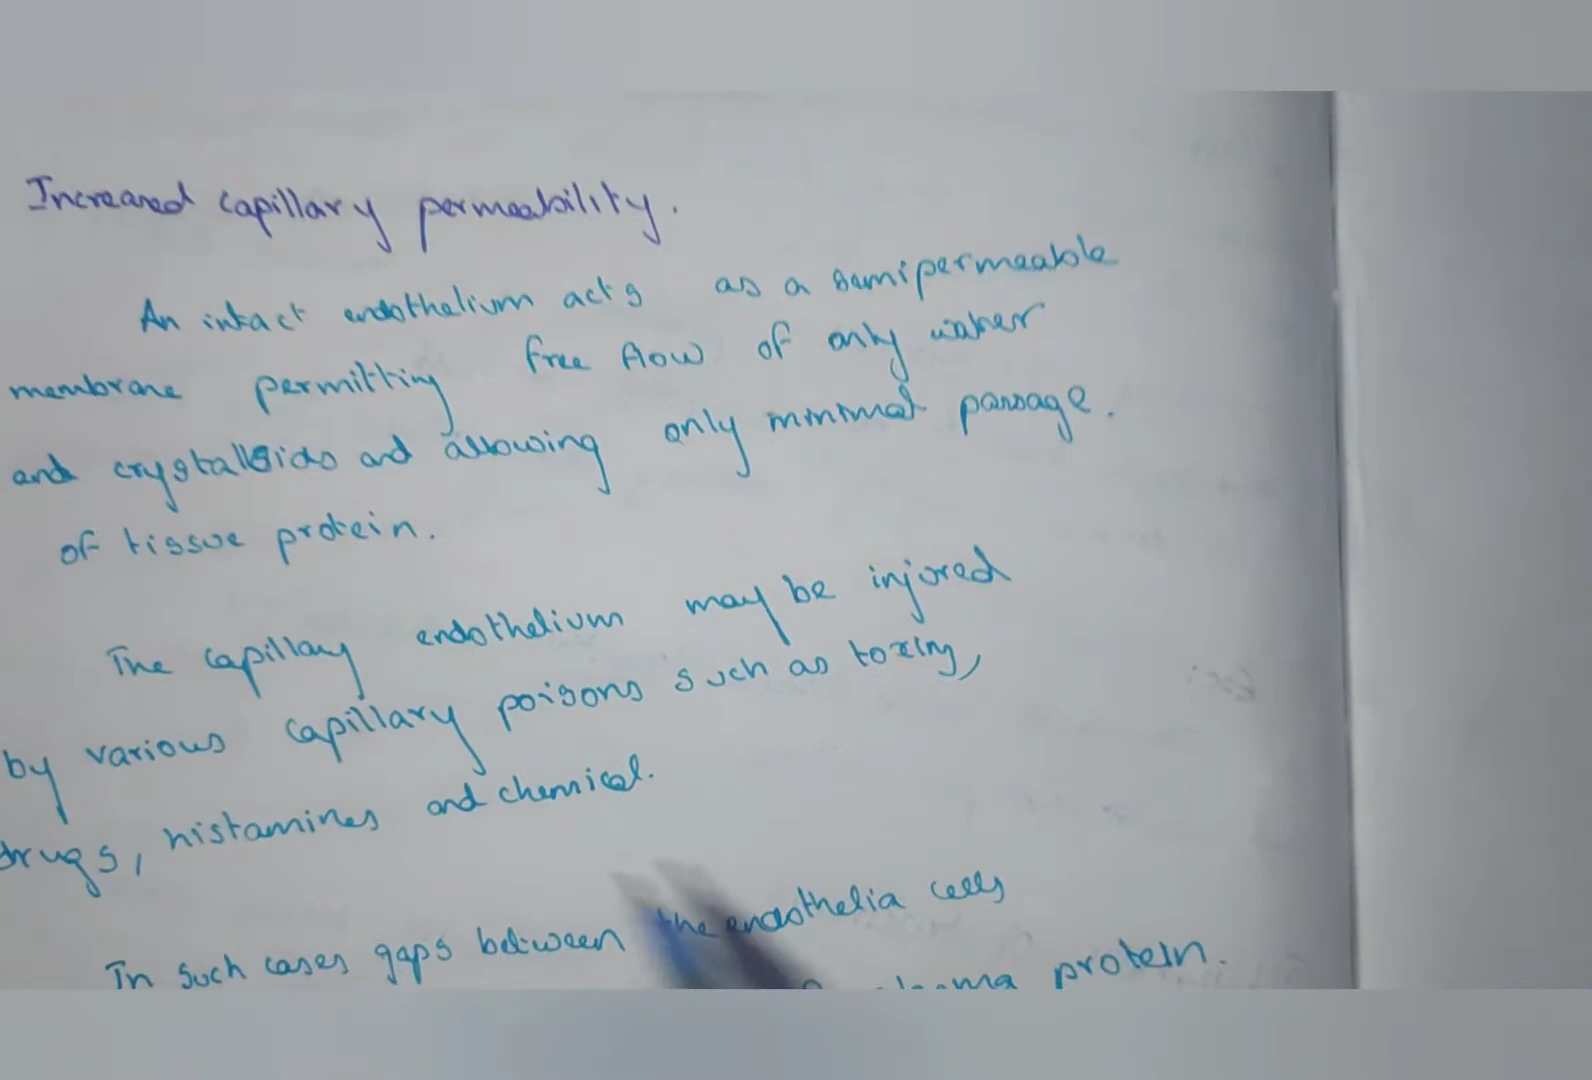 Increased capillary permeability.
An intact endothelium acts as a semipermeable
membrane permitting free flow of only water
and crystalloids and allowing only minimal passage.
of tissue protein.
The capillary endothelium may be injured
by various capillary poisons such as toxins,
drugs, histamines and chemical.
In such cases gaps between the endothelia cells
plasma protein.